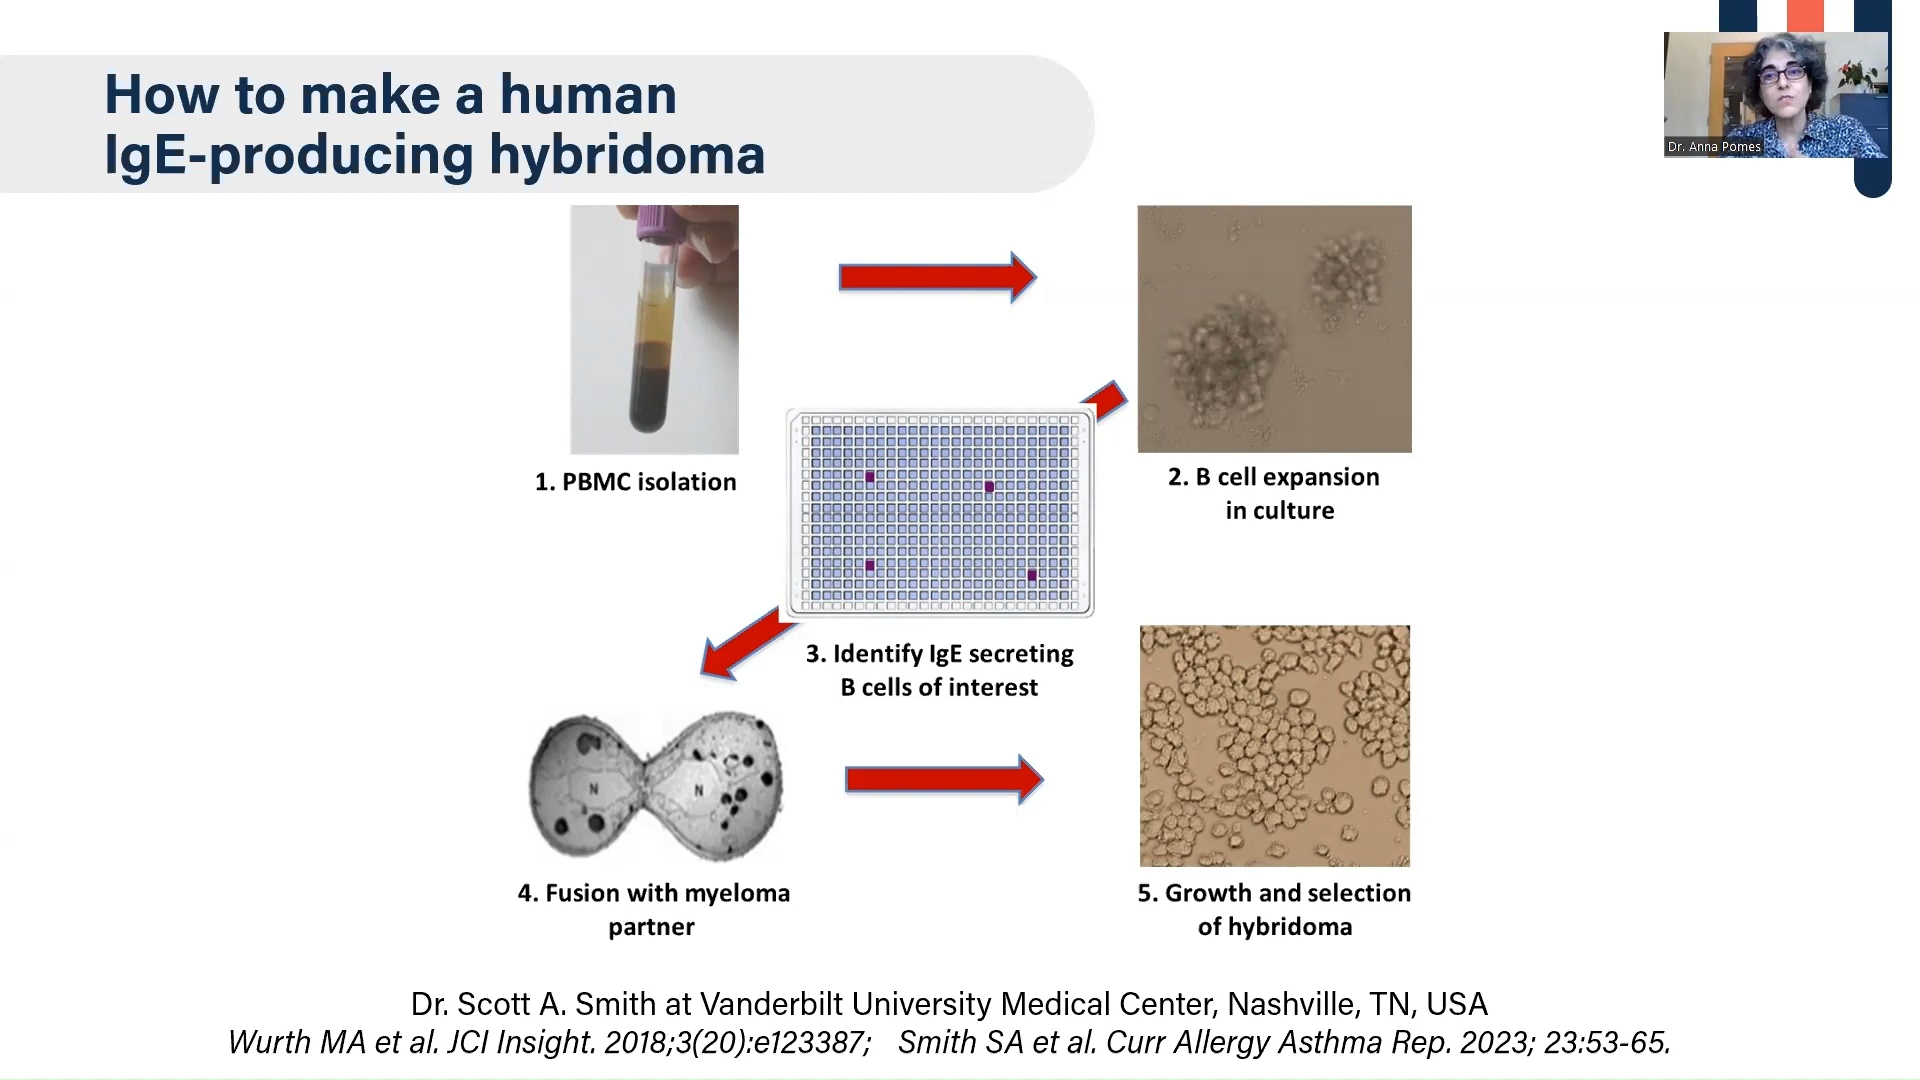 How to make a human
IgE-producing hybridoma
Dr. Anna Pomes
1. PBMC isolation
2. B cell expansion
in culture
3. Identify IgE secreting
B cells of interest
N
N
4. Fusion with myeloma
partner
5. Growth and selection
of hybridoma
Dr. Scott A. Smith at Vanderbilt University Medical Center, Nashville, TN, USA
Wurth MA et al. JCI Insight. 2018;3(20):e123387; Smith SA et al. Curr Allergy Asthma Rep. 2023; 23:53-65.